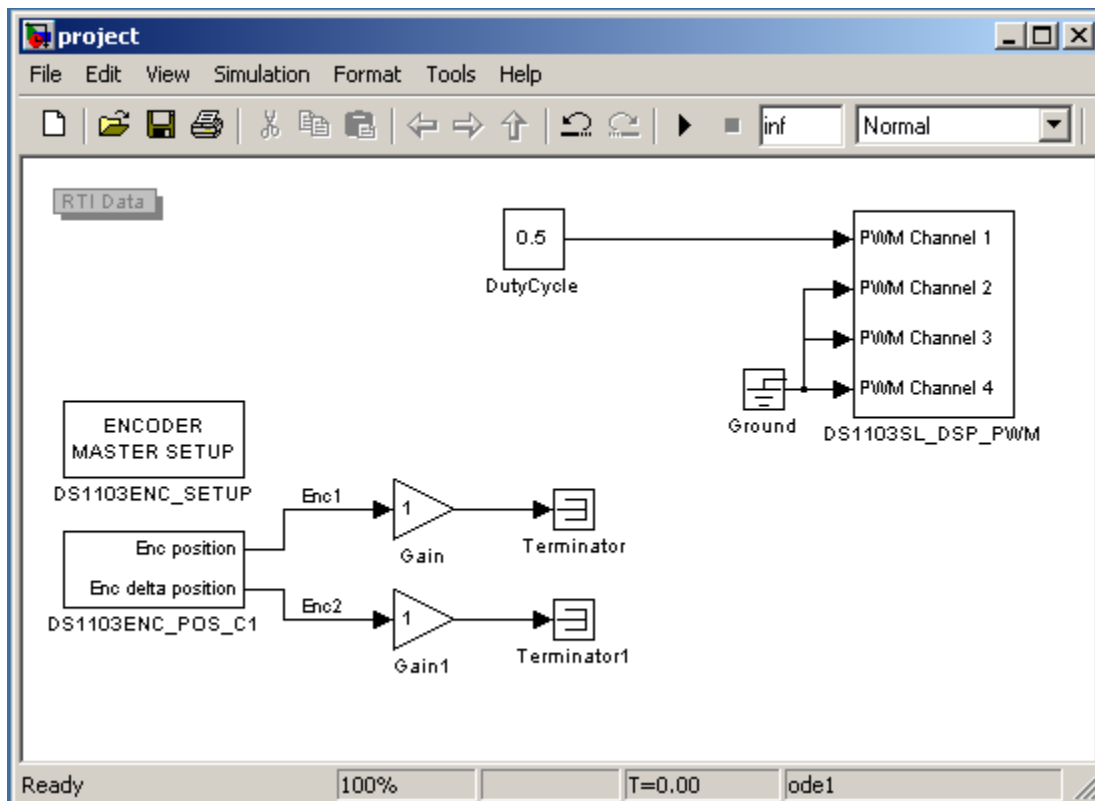 project
File Edit View Simulation Format Tools Help
inf Normal
RTI Data
0.5
DutyCycle
PWM Channel 1
PWM Channel 2
PWM Channel 3
PWM Channel 4
Ground
DS1103SL_DSP_PWM
ENCODER
MASTER SETUP
DS1103ENC_SETUP
Enc position
Enc delta position
DS1103ENC_POS_C1
Enc1
1
Gain
Terminator
Enc2
1
Gain1
Terminator1
Ready 100% T=0.00 ode1